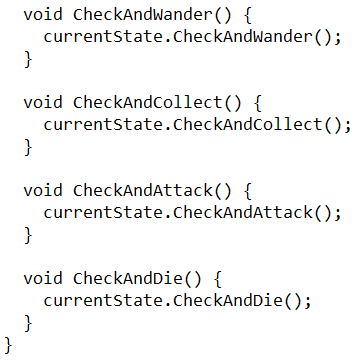 void CheckAndWander() {
currentState.CheckAndWander();
}
void CheckAndCollect() {
currentState.CheckAndCollect();
}
void CheckAndAttack() {
currentState.CheckAndAttack();
}
void CheckAndDie() {
currentState.CheckAndDie();
}
}